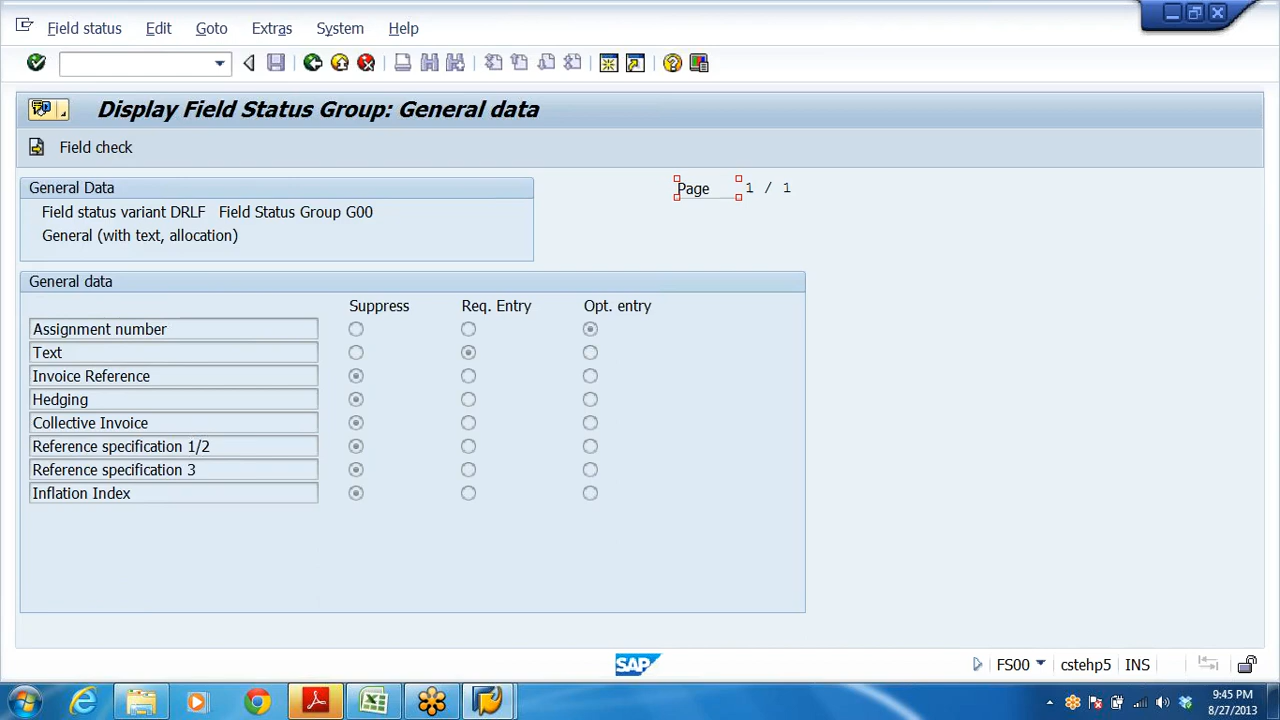 Field status Edit Goto Extras System Help
Display Field Status Group: General data
Field check
General Data
Page 1 / 1
Field status variant DRLF Field Status Group G00
General (with text, allocation)
General data
Suppress Req. Entry Opt. entry
Assignment number
Text
Invoice Reference
Hedging
Collective Invoice
Reference specification 1/2
Reference specification 3
Inflation Index
SAP FS00 cstehp5 INS
9:45 PM
8/27/2013